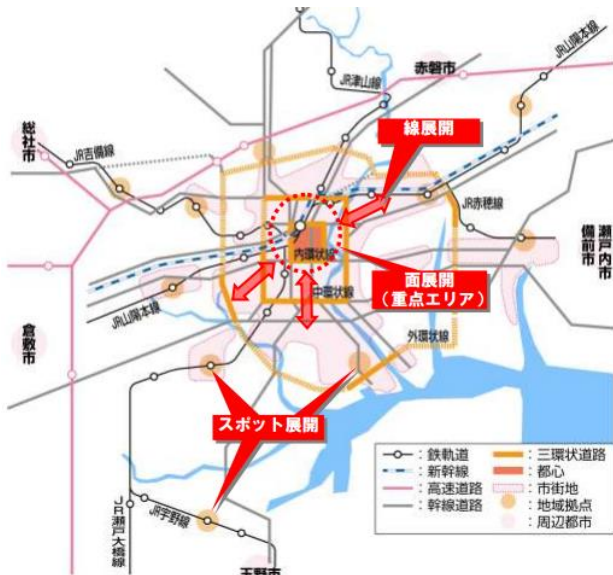 JR山陽本線
赤磐市
JR津山線
総社市
JR吉備線
線展開
JR赤穂線
瀬戸内市
備前市
内環状線
面展開
（重点エリア）
中環状線
JR山陽本線
倉敷市
外環状線
スポット展開
：鉄軌道
：新幹線
：高速道路
：幹線道路
：三環状道路
：都心
：市街地
：地域拠点
：周辺都市
JR瀬戸大橋線
JR宇野線
玉野市